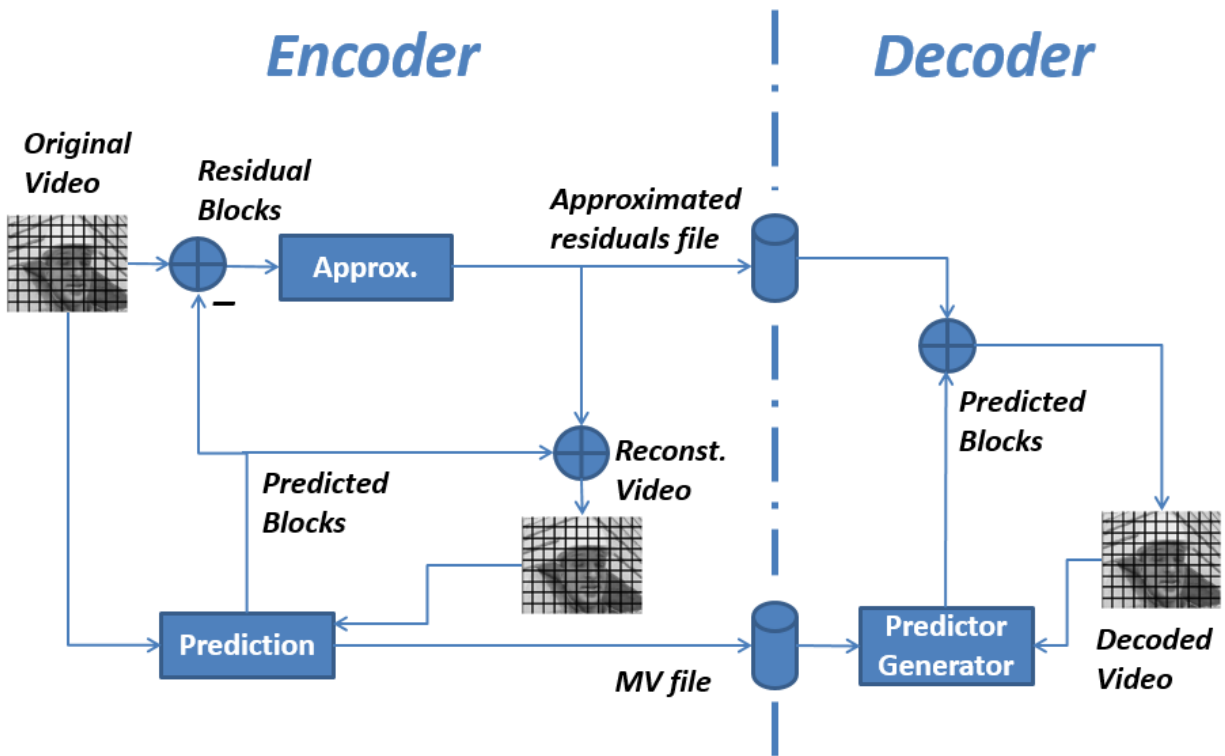 Encoder
Decoder
Original
Video
Residual
Blocks
Approximated
residuals file
Approx.
–
Predicted
Blocks
Reconst.
Video
Predicted
Blocks
Prediction
MV file
Predictor
Generator
Decoded
Video